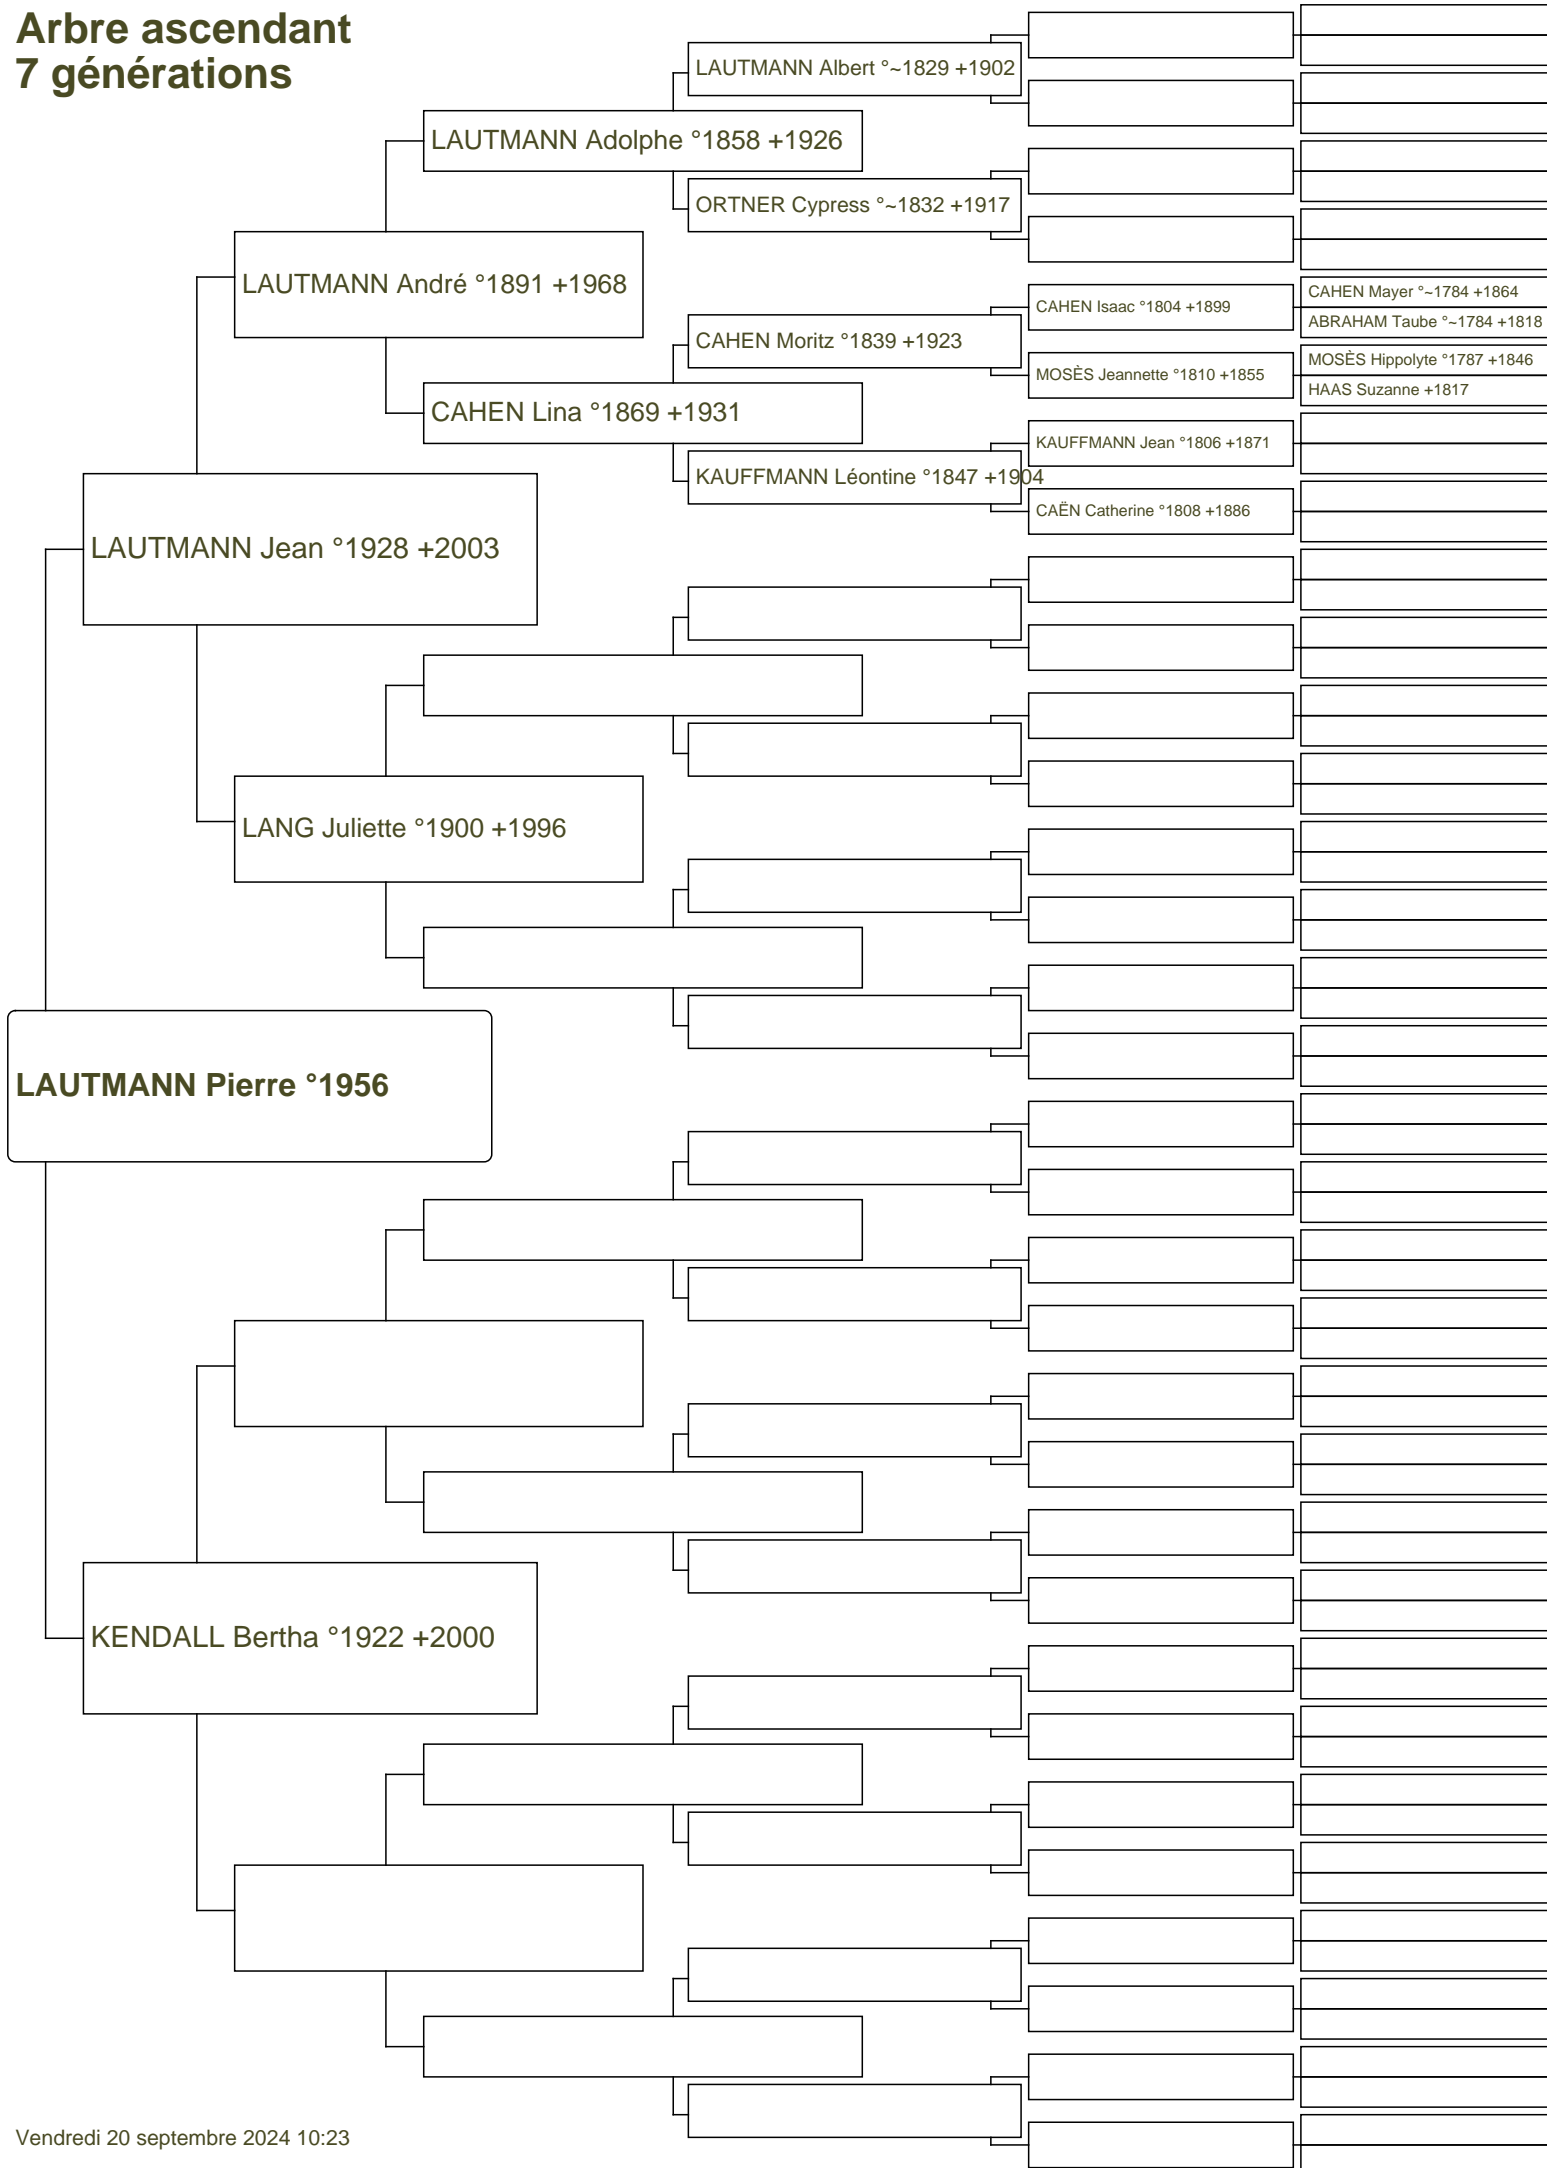 Arbre ascendant
7 générations
LAUTMANN Albert °~1829 +1902
LAUTMANN Adolphe °1858 +1926
ORTNER Cypress °~1832 +1917
LAUTMANN André °1891 +1968
CAHEN Mayer °~1784 +1864
CAHEN Isaac °1804 +1899
ABRAHAM Taube °~1784 +1818
CAHEN Moritz °1839 +1923
MOSÈS Hippolyte °1787 +1846
MOSÈS Jeannette °1810 +1855
HAAS Suzanne +1817
CAHEN Lina °1869 +1931
KAUFFMANN Jean °1806 +1871
KAUFFMANN Léontine °1847 +1904
CAËN Catherine °1808 +1886
LAUTMANN Jean °1928 +2003
LANG Juliette °1900 +1996
LAUTMANN Pierre °1956
KENDALL Bertha °1922 +2000
Vendredi 20 septembre 2024 10:23